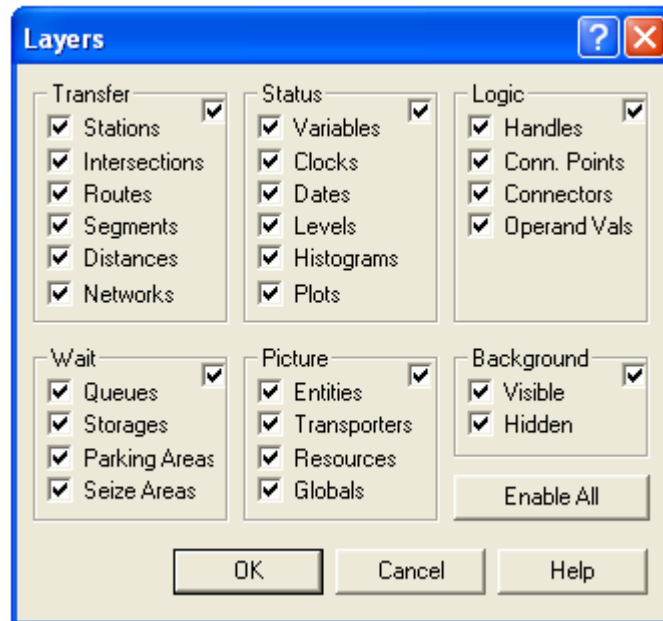 Layers
Transfer
Stations
Intersections
Routes
Segments
Distances
Networks
Status
Variables
Clocks
Dates
Levels
Histograms
Plots
Logic
Handles
Conn. Points
Connectors
Operand Vals
Wait
Queues
Storages
Parking Areas
Seize Areas
Picture
Entities
Transporters
Resources
Globals
Background
Visible
Hidden
Enable All
OK
Cancel
Help